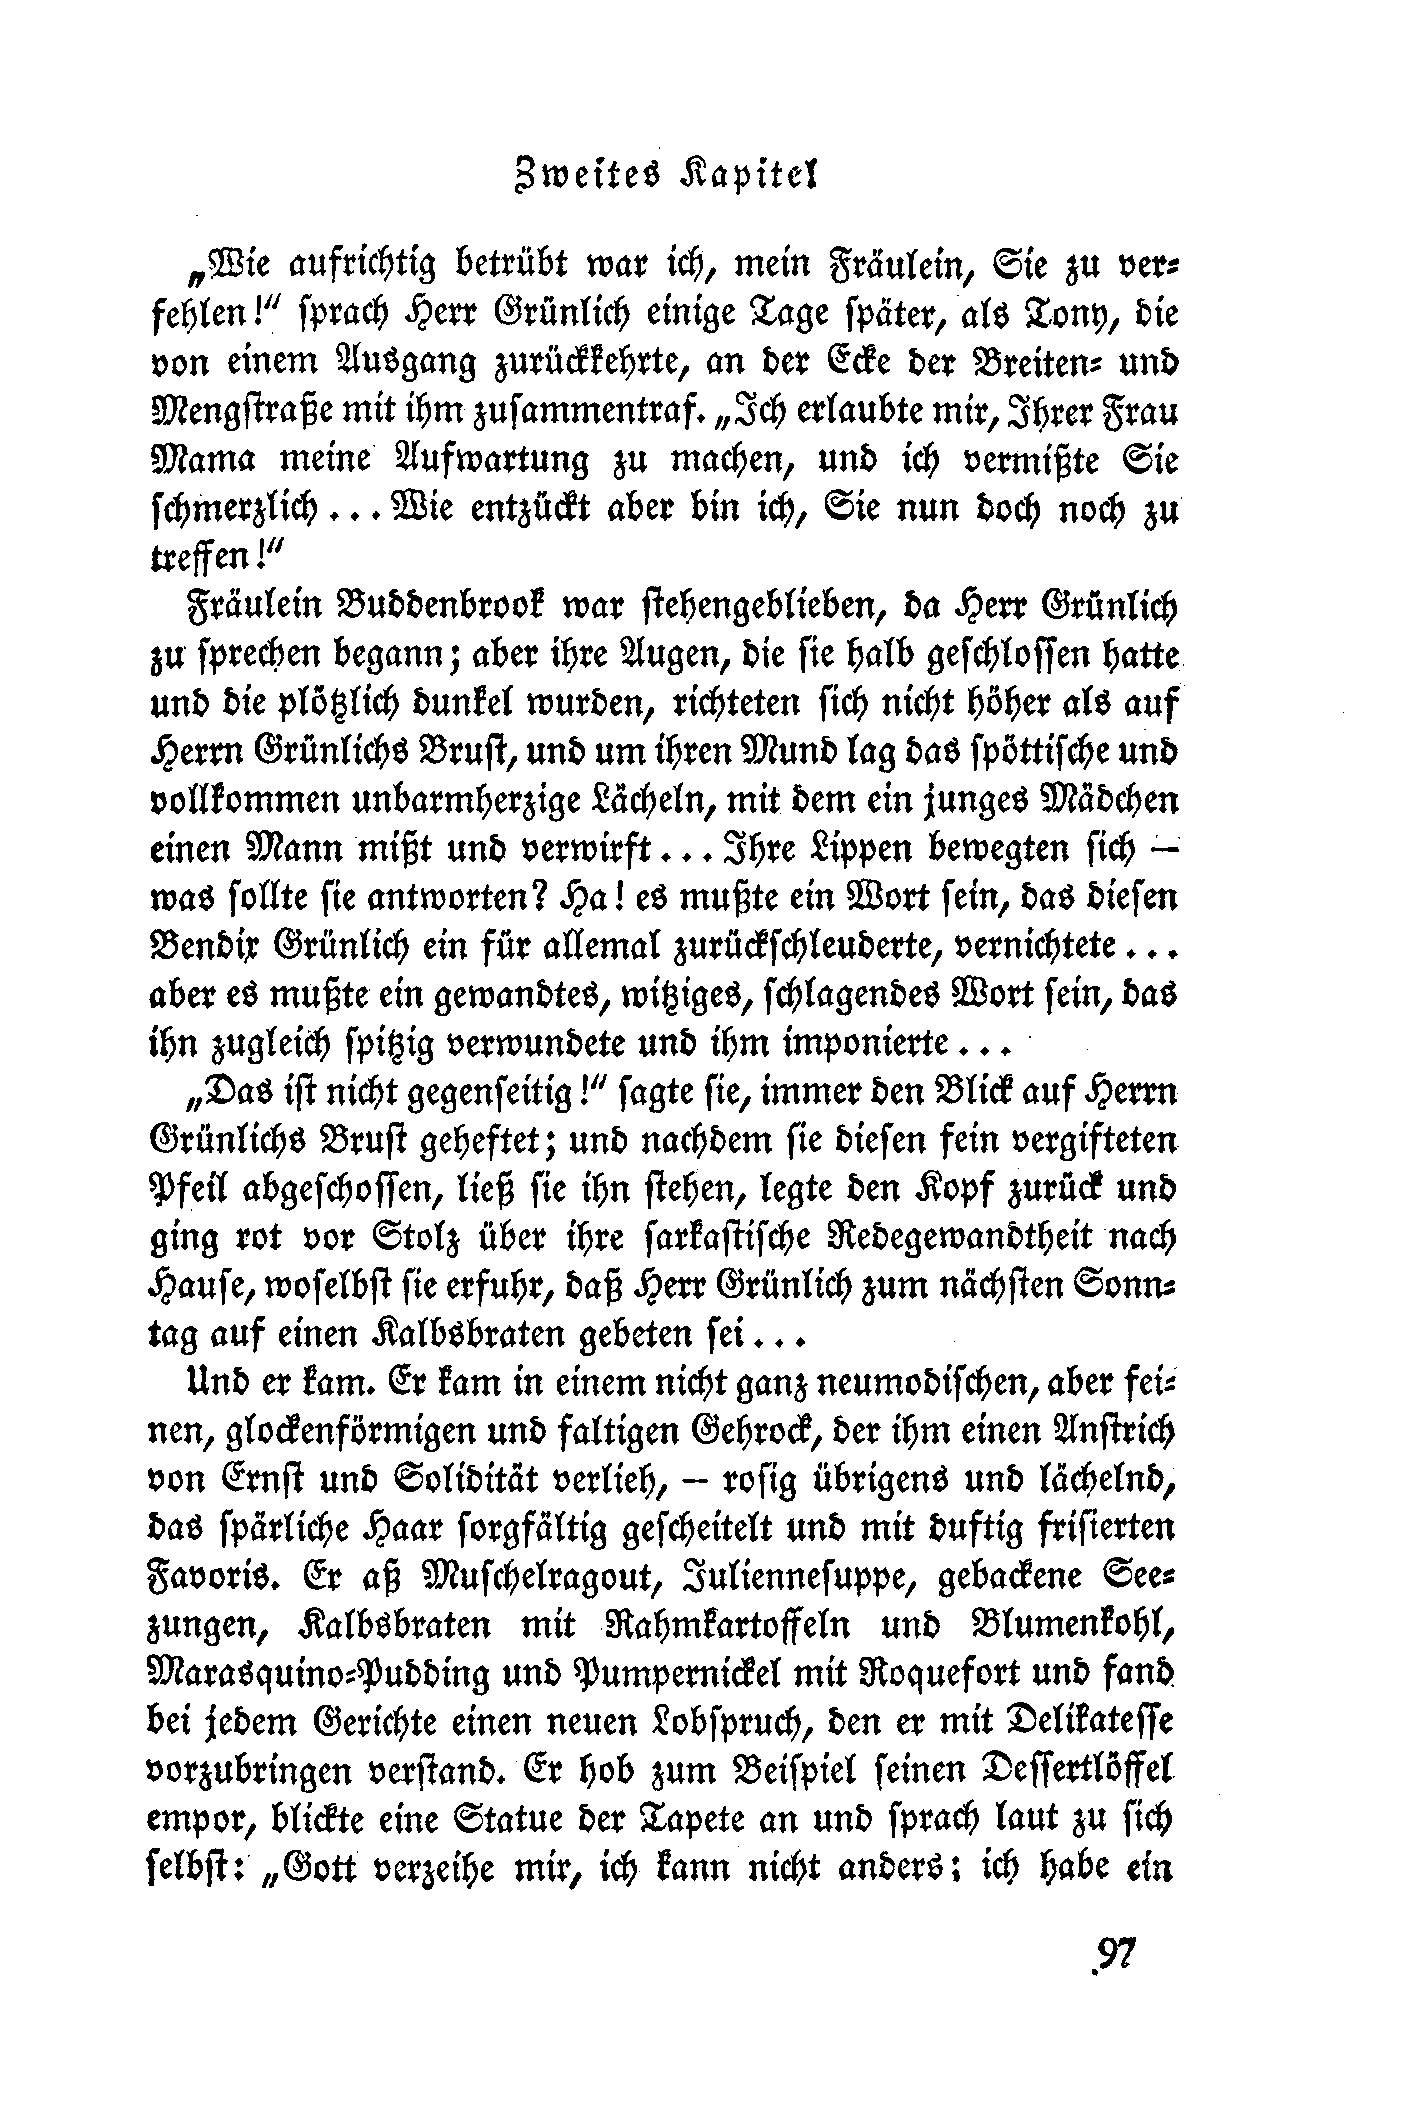 Zweites Kapitel
„Wie aufrichtig betrübt war ich, mein Fräulein, Sie zu ver-
fehlen!“ sprach Herr Grünlich einige Tage später, als Tony, die
von einem Ausgang zurückkehrte, an der Ecke der Breiten- und
Mengstraße mit ihm zusammentraf. „Ich erlaubte mir, Ihrer Frau
Mama meine Aufwartung zu machen, und ich vermißte Sie
schmerzlich... Wie entzückt aber bin ich, Sie nun doch noch zu
treffen!“
Fräulein Buddenbrook war stehengeblieben, da Herr Grünlich
zu sprechen begann; aber ihre Augen, die sie halb geschlossen hatte
und die plötzlich dunkel wurden, richteten sich nicht höher als auf
Herrn Grünlichs Brust, und um ihren Mund lag das spöttische und
vollkommen unbarmherzige Lächeln, mit dem ein junges Mädchen
einen Mann mißt und verwirft... Ihre Lippen bewegten sich –
was sollte sie antworten? Ha! es mußte ein Wort sein, das diesen
Bendix Grünlich ein für allemal zurückschleuderte, vernichtete...
aber es mußte ein gewandtes, witziges, schlagendes Wort sein, das
ihn zugleich spitzig verwundete und ihm imponierte...
„Das ist nicht gegenseitig!“ sagte sie, immer den Blick auf Herrn
Grünlichs Brust geheftet; und nachdem sie diesen fein vergifteten
Pfeil abgeschossen, ließ sie ihn stehen, legte den Kopf zurück und
ging rot vor Stolz über ihre sarkastische Redegewandtheit nach
Hause, woselbst sie erfuhr, daß Herr Grünlich zum nächsten Sonn-
tag auf einen Kalbsbraten gebeten sei...
Und er kam. Er kam in einem nicht ganz neumodischen, aber fei-
nen, glockenförmigen und faltigen Gehrock, der ihm einen Anstrich
von Ernst und Solidität verlieh, – rosig übrigens und lächelnd,
das spärliche Haar sorgfältig gescheitelt und mit duftig frisierten
Favoris. Er aß Muschelragout, Juliennesuppe, gebackene See-
zungen, Kalbsbraten mit Rahmkartoffeln und Blumenkohl,
Marasquino-Pudding und Pumpernickel mit Roquefort und fand
bei jedem Gerichte einen neuen Lobspruch, den er mit Delikatesse
vorzubringen verstand. Er hob zum Beispiel seinen Dessertlöffel
empor, blickte eine Statue der Tapete an und sprach laut zu sich
selbst: „Gott verzeihe mir, ich kann nicht anders; ich habe ein
97